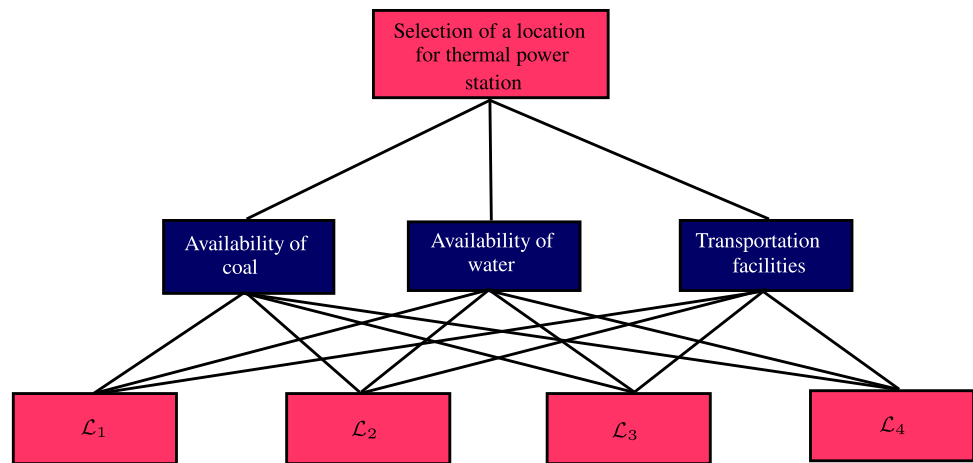 Selection of a location
for thermal power
station
Availability of
coal
Availability of
water
Transportation
facilities
ℒ₁
ℒ₂
ℒ₃
ℒ₄